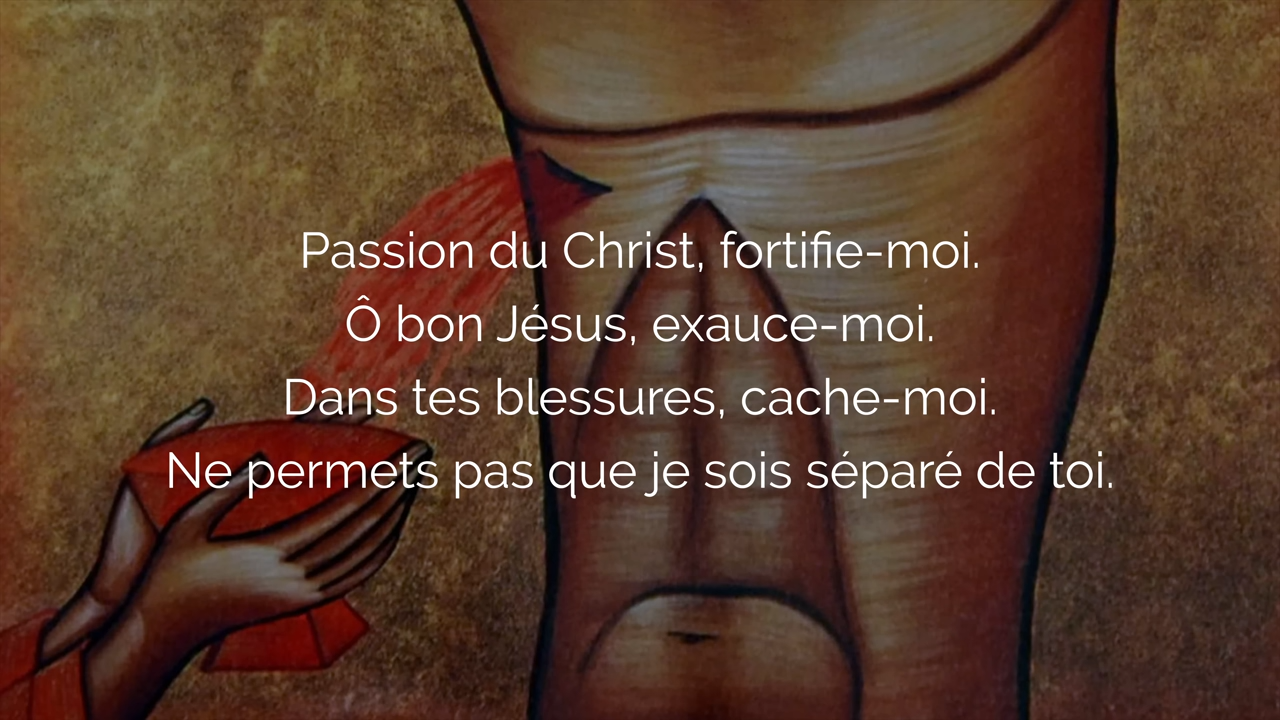 Passion du Christ, fortifie-moi.
Ô bon Jésus, exauce-moi.
Dans tes blessures, cache-moi.
Ne permets pas que je sois séparé de toi.